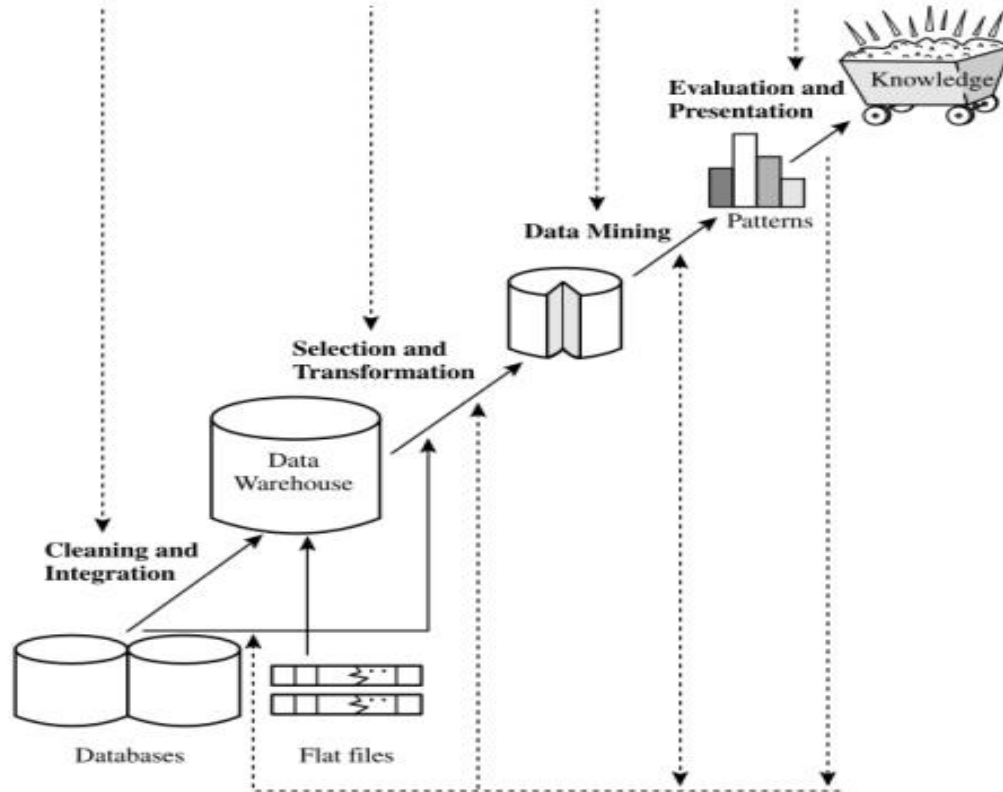 Evaluation and
Presentation
Knowledge
Patterns
Data Mining
Selection and
Transformation
Data
Warehouse
Cleaning and
Integration
Databases
Flat files